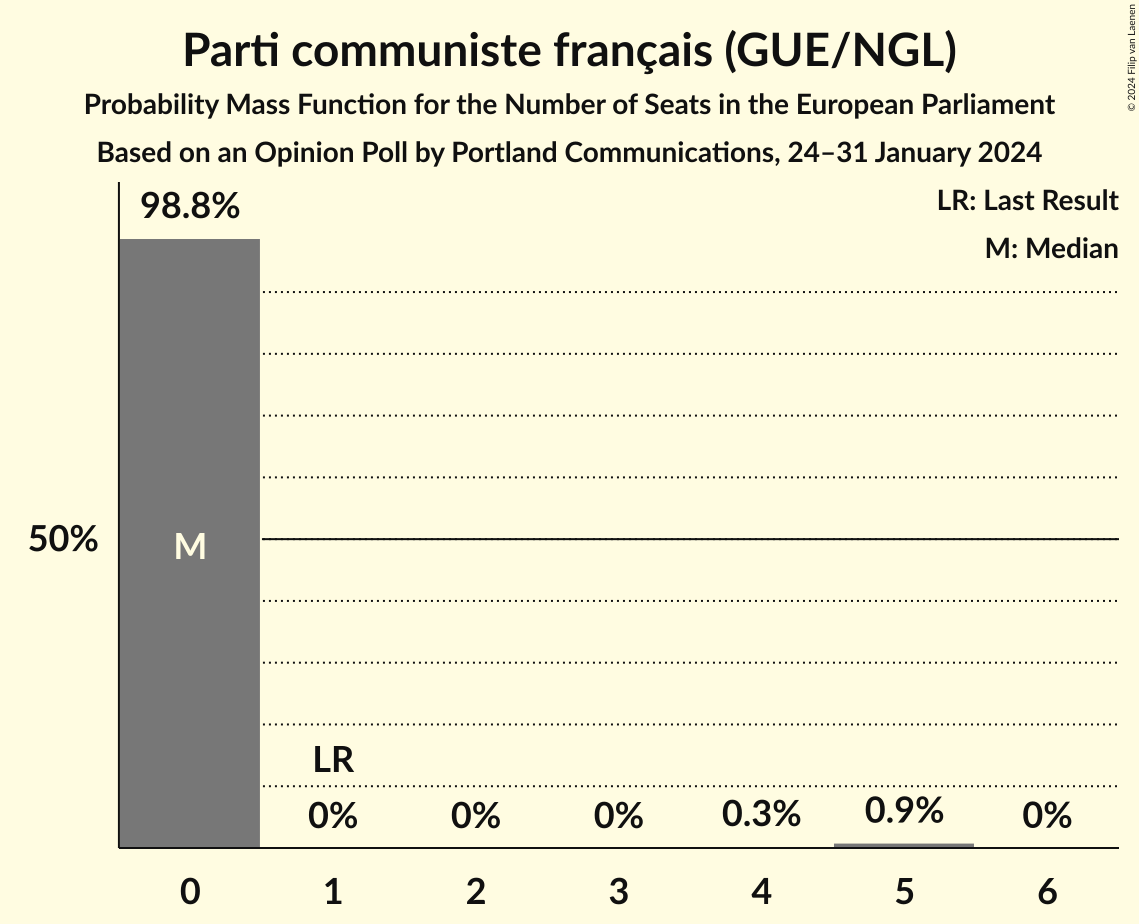 Parti communiste français (GUE/NGL)
Probability Mass Function for the Number of Seats in the European Parliament
Based on an Opinion Poll by Portland Communications, 24–31 January 2024
© 2024 Filip van Laenen
LR: Last Result
M: Median
98.8%
50%
M
LR
0%
0%
0%
0.3%
0.9%
0%
0
1
2
3
4
5
6